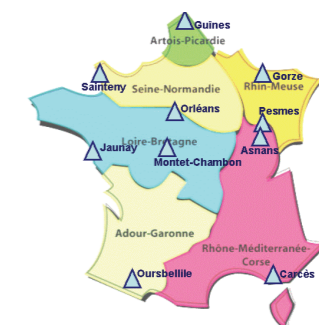 Guînes
Artois-Picardie
Gorze
Sainteny
Seine-Normandie
Rhin-Meuse
Orléans
Pesmes
Loire-Bretagne
Jaunay
Asnans
Montet-Chambon
Adour-Garonne
Rhône-Méditerranée-
Corse
Oursbellile
Carcès